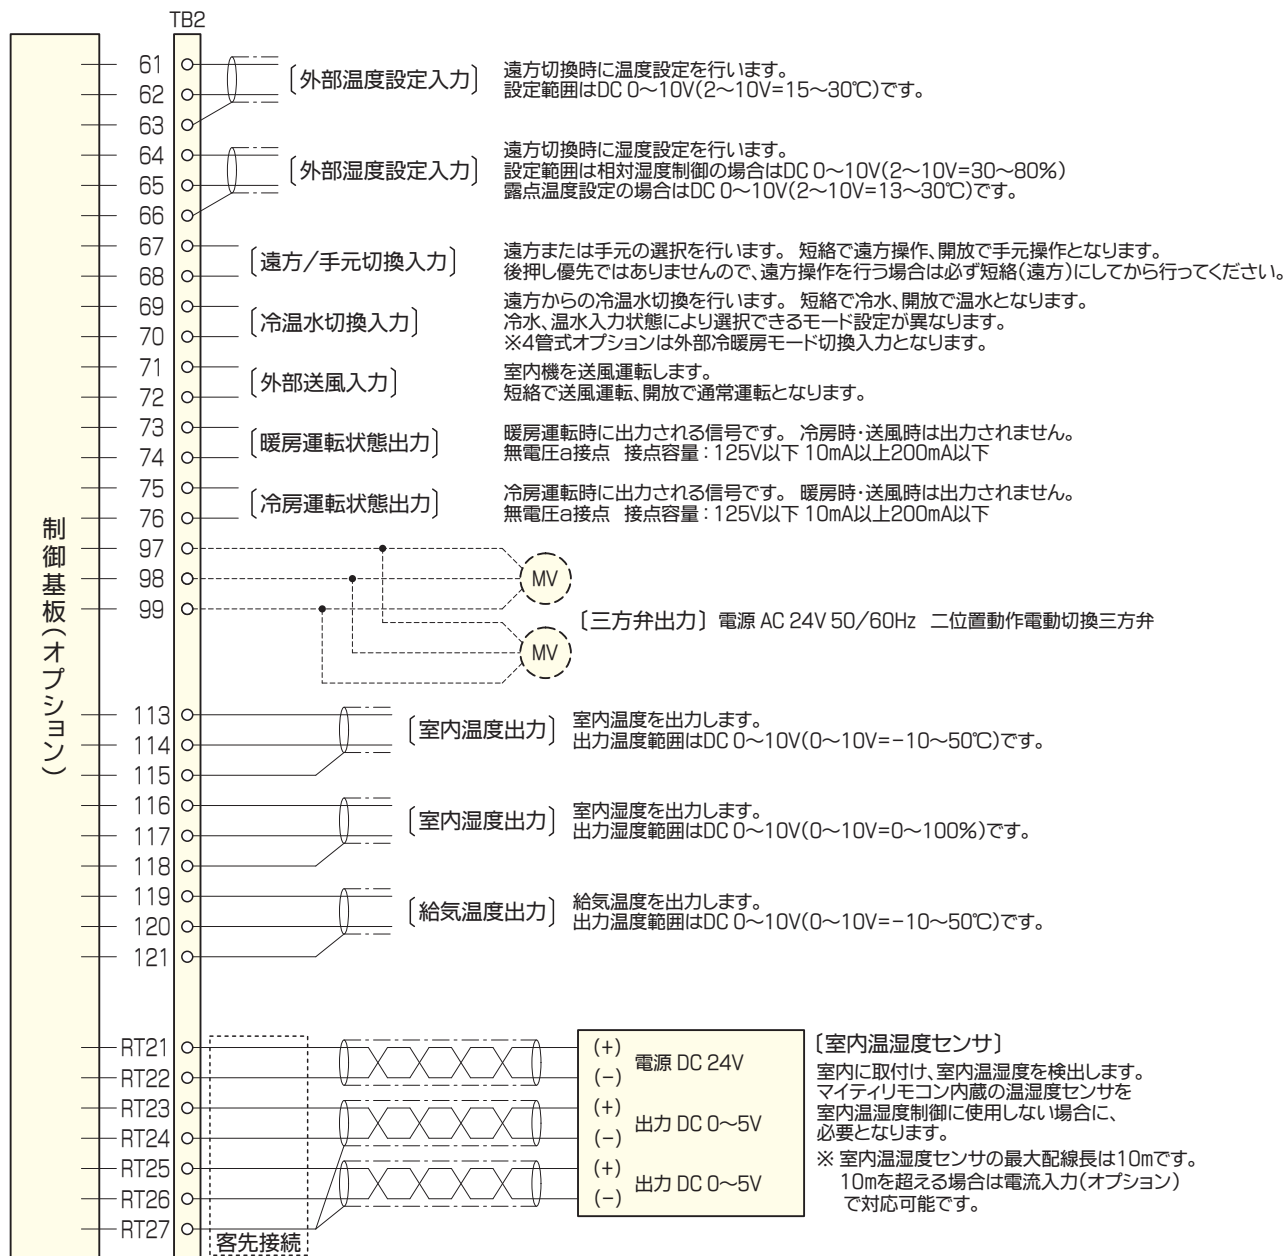 TB2
制御基板(オプション)
61
62
63
〔外部温度設定入力〕
遠方切換時に温度設定を行います。
設定範囲はDC 0～10V(2～10V=15～30℃)です。
64
65
66
〔外部湿度設定入力〕
遠方切換時に湿度設定を行います。
設定範囲は相対湿度制御の場合はDC 0～10V(2～10V=30～80%)
露点温度設定の場合はDC 0～10V(2～10V=13～30℃)です。
67
68
〔遠方/手元切換入力〕
遠方または手元の選択を行います。 短絡で遠方操作、開放で手元操作となります。
後押し優先ではありませんので、遠方操作を行う場合は必ず短絡(遠方)にしてから行ってください。
69
70
〔冷温水切換入力〕
遠方からの冷温水切換を行います。 短絡で冷水、開放で温水となります。
冷水、温水入力状態により選択できるモード設定が異なります。
※4管式オプションは外部冷暖房モード切換入力となります。
71
72
〔外部送風入力〕
室内機を送風運転します。
短絡で送風運転、開放で通常運転となります。
73
74
〔暖房運転状態出力〕
暖房運転時に出力される信号です。 冷房時・送風時は出力されません。
無電圧a接点 接点容量：125V以下 10mA以上200mA以下
75
76
〔冷房運転状態出力〕
冷房運転時に出力される信号です。 暖房時・送風時は出力されません。
無電圧a接点 接点容量：125V以下 10mA以上200mA以下
97
98
99
MV
MV
〔三方弁出力〕 電源 AC 24V 50/60Hz 二位置動作電動切換三方弁
113
114
115
〔室内温度出力〕
室内温度を出力します。
出力温度範囲はDC 0～10V(0～10V=−10～50℃)です。
116
117
118
〔室内湿度出力〕
室内湿度を出力します。
出力湿度範囲はDC 0～10V(0～10V=0～100%)です。
119
120
121
〔給気温度出力〕
給気温度を出力します。
出力温度範囲はDC 0～10V(0～10V=−10～50℃)です。
RT21
RT22
RT23
RT24
RT25
RT26
RT27
客先接続
(+)
(−)
電源 DC 24V
(+)
(−)
出力 DC 0～5V
(+)
(−)
出力 DC 0～5V
〔室内温湿度センサ〕
室内に取付け、室内温湿度を検出します。
マイティリモコン内蔵の温湿度センサを
室内温湿度制御に使用しない場合に、
必要となります。
※ 室内温湿度センサの最大配線長は10mです。
10mを超える場合は電流入力(オプション)
で対応可能です。